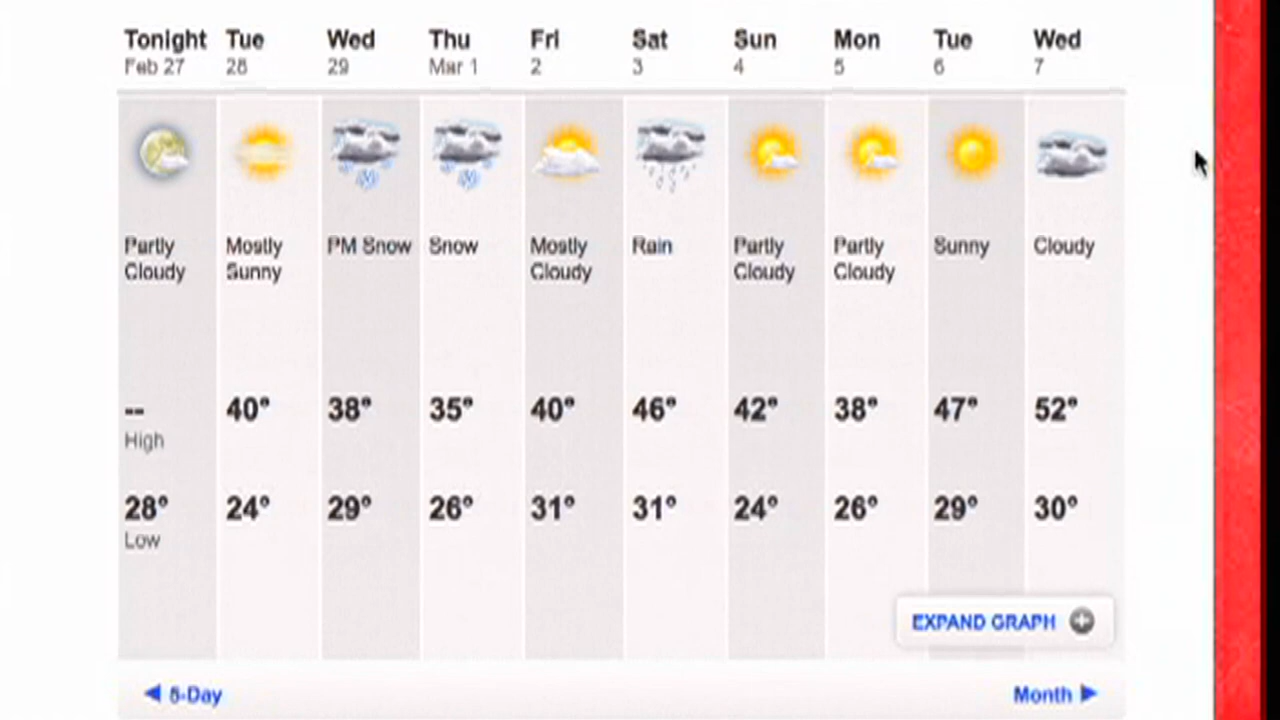 Tonight Tue Wed Thu Fri Sat Sun Mon Tue Wed
Feb 27 28 29 Mar 1 2 3 4 5 6 7
Partly Mostly PM Snow Snow Mostly Rain Partly Partly Sunny Cloudy
Cloudy Sunny Cloudy Cloudy Cloudy
-- 40° 38° 35° 40° 46° 42° 38° 47° 52°
High
28° 24° 29° 26° 31° 31° 24° 26° 29° 30°
Low
EXPAND GRAPH
5-Day Month